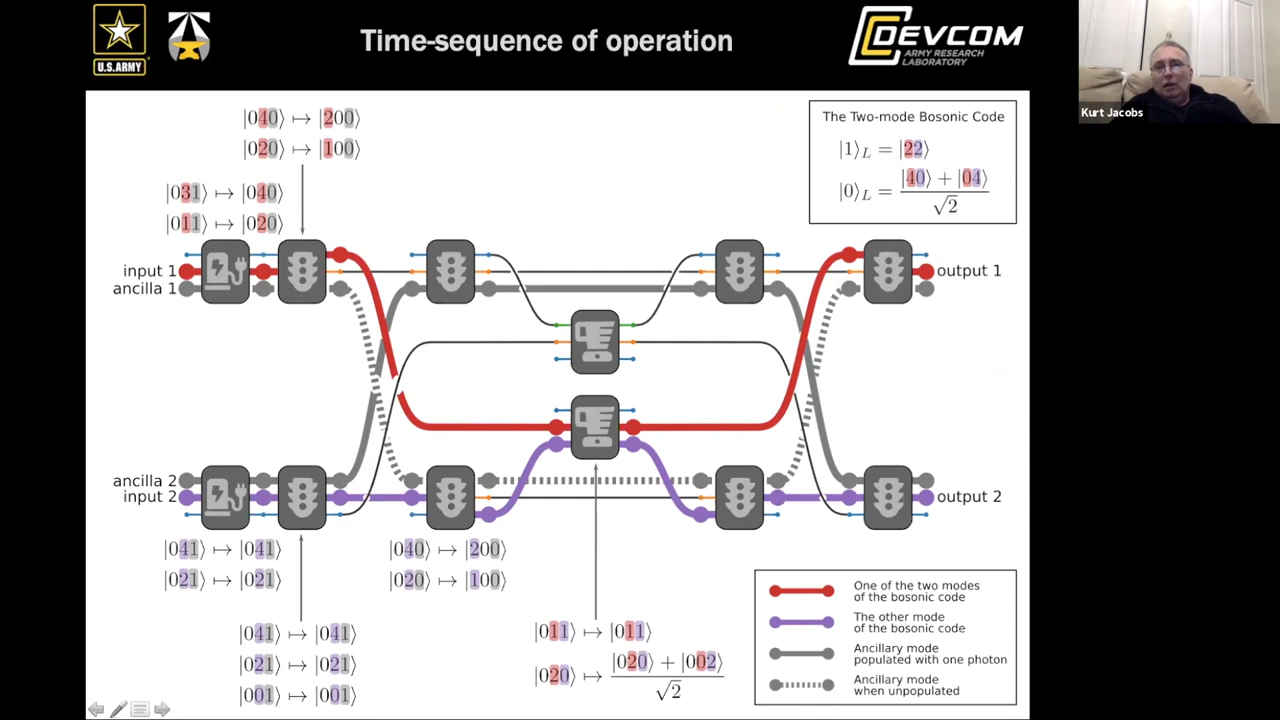 U.S.ARMY
Time-sequence of operation
DEVCOM
ARMY RESEARCH
LABORATORY
Kurt Jacobs
|040⟩ ↦ |200⟩
|020⟩ ↦ |100⟩
|031⟩ ↦ |040⟩
|011⟩ ↦ |020⟩
The Two-mode Bosonic Code
|1⟩L = |22⟩
|0⟩L = |40⟩ + |04⟩ / √2
input 1
ancilla 1
output 1
ancilla 2
input 2
output 2
|041⟩ ↦ |041⟩
|021⟩ ↦ |021⟩
|040⟩ ↦ |200⟩
|020⟩ ↦ |100⟩
|041⟩ ↦ |041⟩
|021⟩ ↦ |021⟩
|001⟩ ↦ |001⟩
|011⟩ ↦ |011⟩
|020⟩ ↦ |020⟩ + |002⟩ / √2
One of the two modes
of the bosonic code
The other mode
of the bosonic code
Ancillary mode
populated with one photon
Ancillary mode
when unpopulated